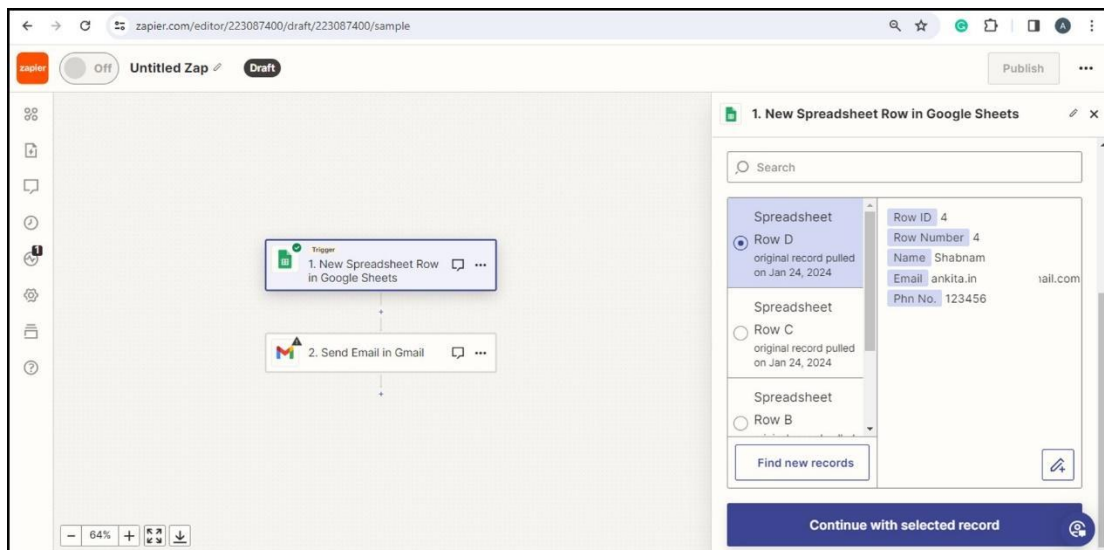 zapier.com/editor/223087400/draft/223087400/sample
A
zapier
Off
Untitled Zap
Draft
Publish
1
Trigger
1. New Spreadsheet Row
in Google Sheets
2. Send Email in Gmail
64%
1. New Spreadsheet Row in Google Sheets
Search
Spreadsheet
Row D
original record pulled
on Jan 24, 2024
Spreadsheet
Row C
original record pulled
on Jan 24, 2024
Spreadsheet
Row B
Row ID 4
Row Number 4
Name Shabnam
Email ankita.in ail.com
Phn No. 123456
Find new records
Continue with selected record